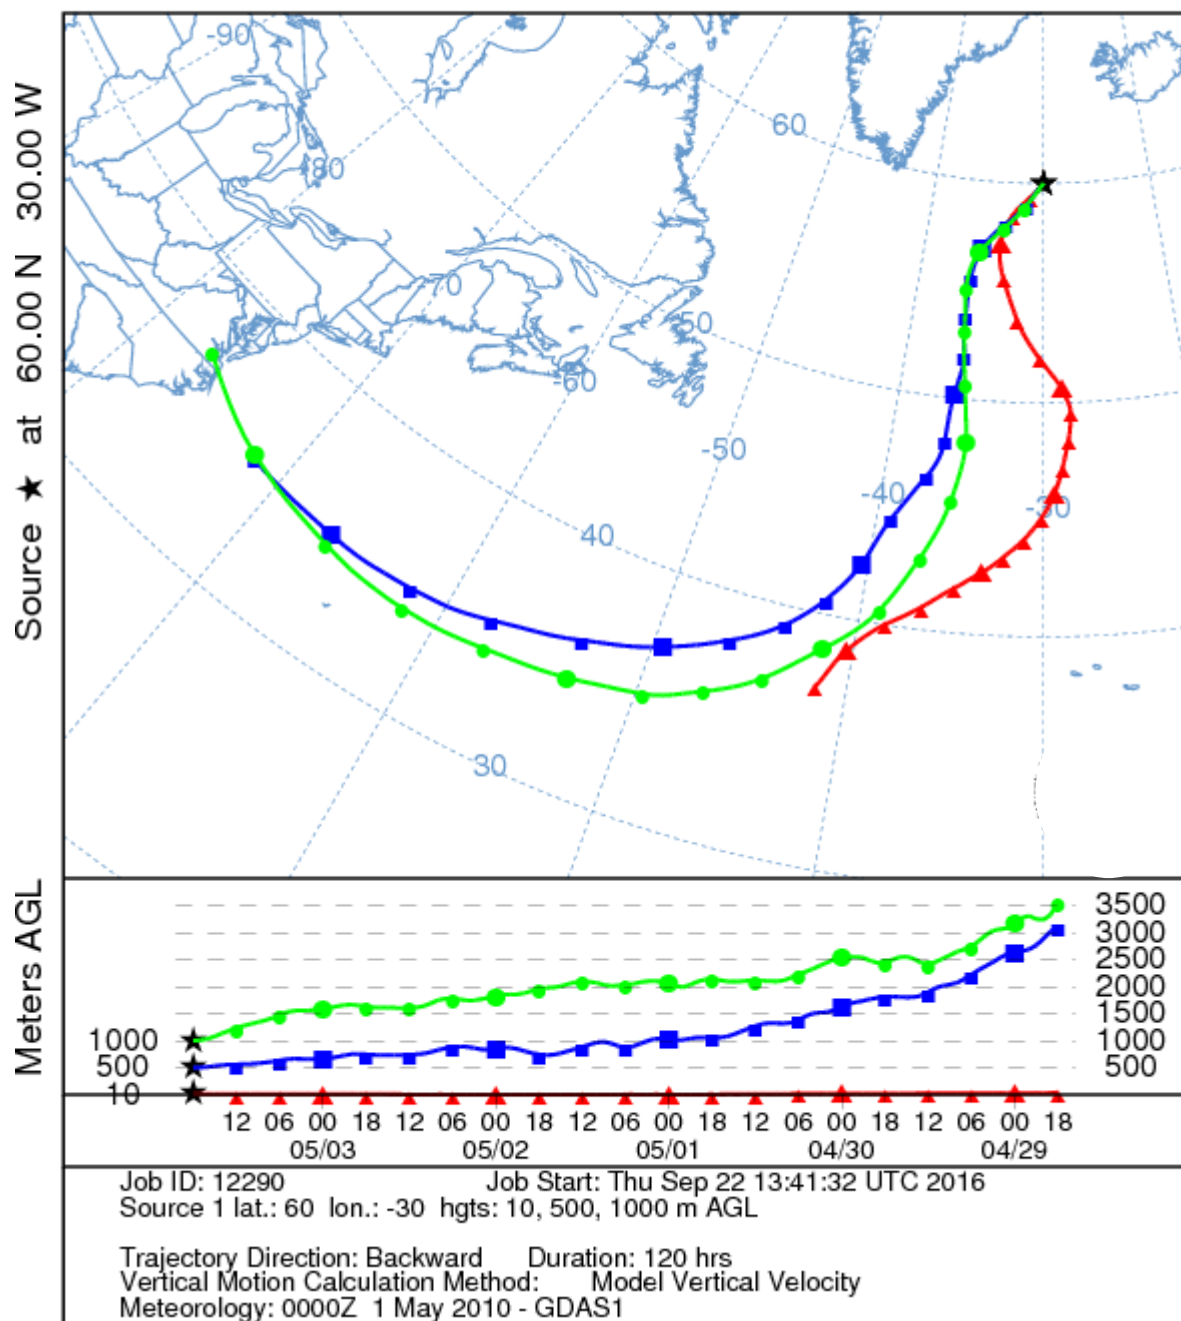 Source ★ at 60.00 N 30.00 W
-90
-80
60
-70
50
-60
-50
-40
-30
40
30
Meters AGL
3500
3000
2500
2000
1500
1000 1000
500 500
10
12 06 00 18 12 06 00 18 12 06 00 18 12 06 00 18 12 06 00 18
05/03 05/02 05/01 04/30 04/29
Job ID: 12290 Job Start: Thu Sep 22 13:41:32 UTC 2016
Source 1 lat.: 60 lon.: -30 hgts: 10, 500, 1000 m AGL
Trajectory Direction: Backward Duration: 120 hrs
Vertical Motion Calculation Method: Model Vertical Velocity
Meteorology: 0000Z 1 May 2010 - GDAS1